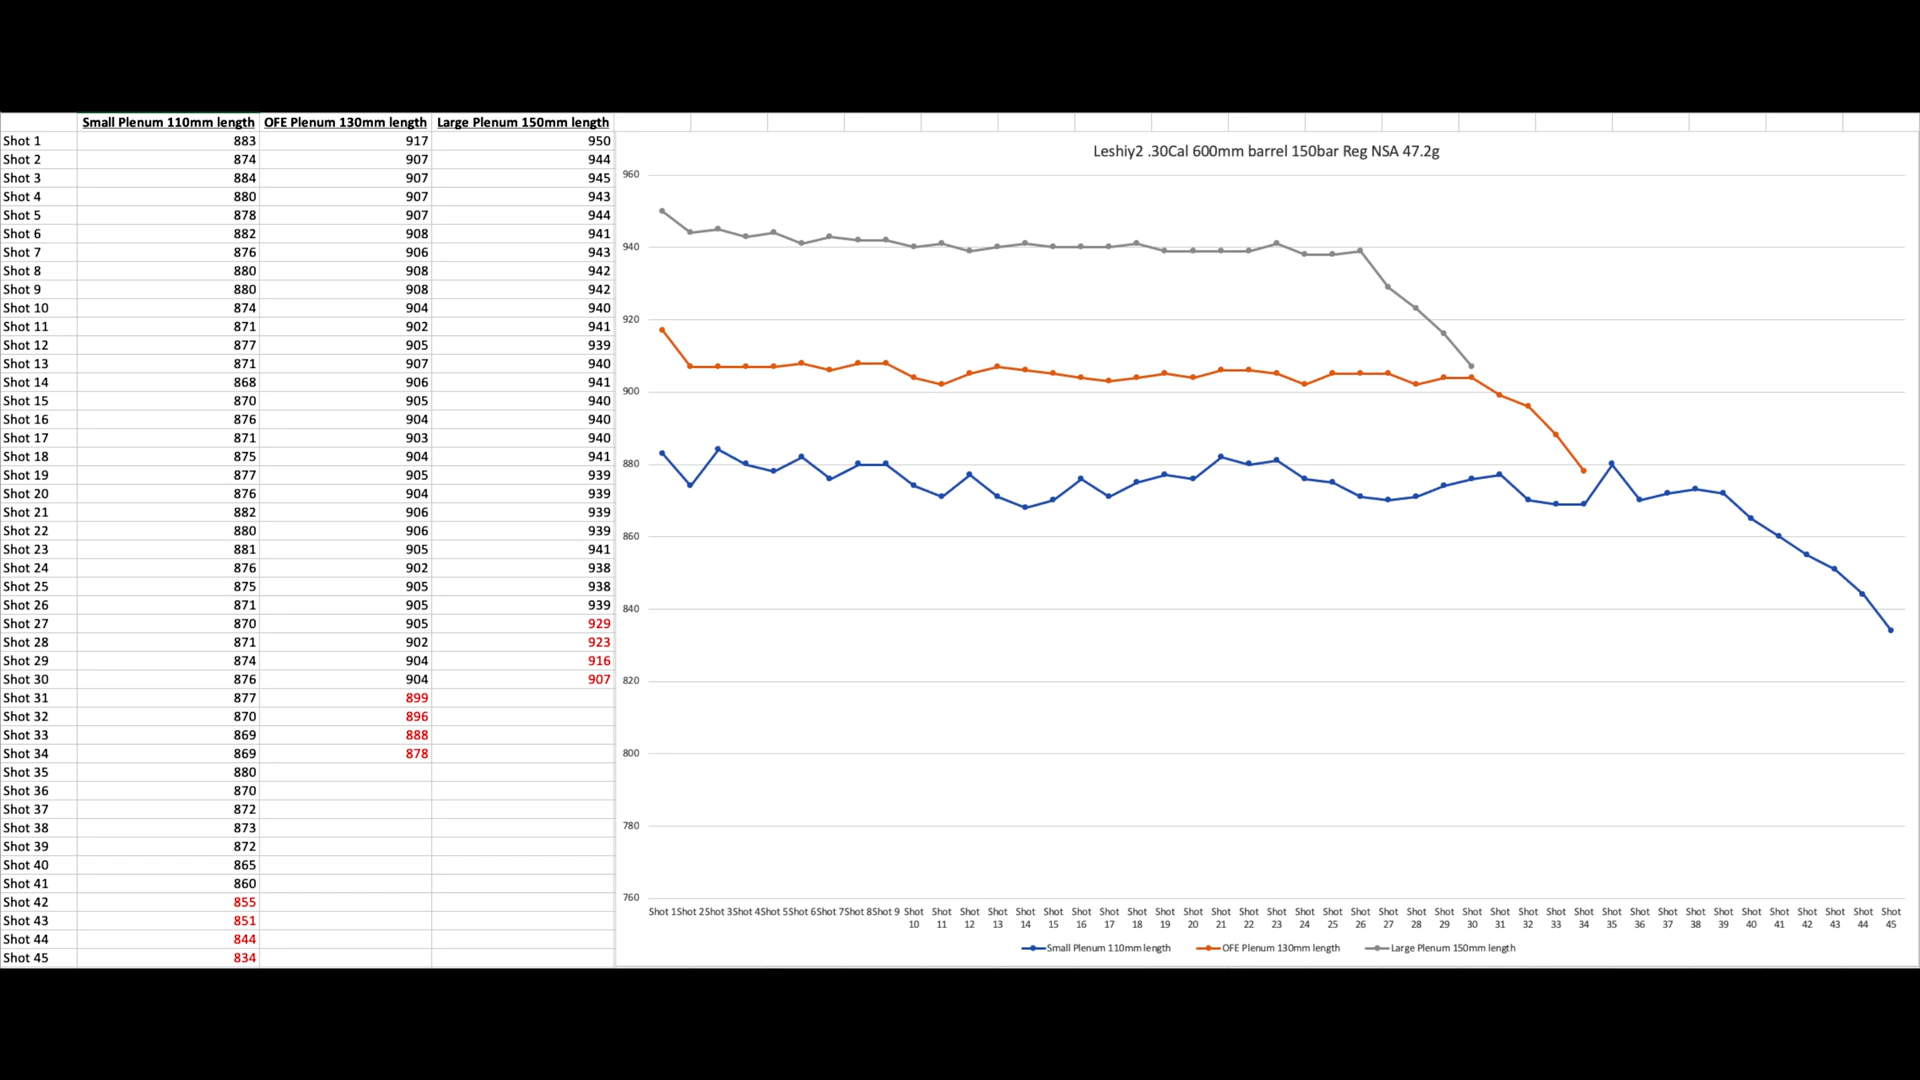 Small Plenum 110mm length OFE Plenum 130mm length Large Plenum 150mm length
Shot 1 883 917 950
Shot 2 874 907 944
Shot 3 884 907 945
Shot 4 880 907 943
Shot 5 878 907 944
Shot 6 882 908 941
Shot 7 876 906 943
Shot 8 880 908 942
Shot 9 880 908 942
Shot 10 874 904 940
Shot 11 871 902 941
Shot 12 877 905 939
Shot 13 871 907 940
Shot 14 868 906 941
Shot 15 870 905 940
Shot 16 876 904 940
Shot 17 871 903 940
Shot 18 875 904 941
Shot 19 877 905 939
Shot 20 876 904 939
Shot 21 882 906 939
Shot 22 880 906 939
Shot 23 881 905 941
Shot 24 876 902 938
Shot 25 875 905 938
Shot 26 871 905 939
Shot 27 870 905 929
Shot 28 871 902 923
Shot 29 874 904 916
Shot 30 876 904 907
Shot 31 877 899
Shot 32 870 896
Shot 33 869 888
Shot 34 869 878
Shot 35 880
Shot 36 870
Shot 37 872
Shot 38 873
Shot 39 872
Shot 40 865
Shot 41 860
Shot 42 855
Shot 43 851
Shot 44 844
Shot 45 834
Leshiy2 .30Cal 600mm barrel 150bar Reg NSA 47.2g
960
940
920
900
880
860
840
820
800
780
760
Shot 1 Shot 2 Shot 3 Shot 4 Shot 5 Shot 6 Shot 7 Shot 8 Shot 9 Shot Shot Shot Shot Shot Shot Shot Shot Shot Shot Shot Shot Shot Shot Shot Shot Shot Shot Shot Shot Shot Shot Shot Shot Shot Shot Shot Shot Shot Shot Shot Shot Shot Shot Shot Shot
10 11 12 13 14 15 16 17 18 19 20 21 22 23 24 25 26 27 28 29 30 31 32 33 34 35 36 37 38 39 40 41 42 43 44 45
Small Plenum 110mm length OFE Plenum 130mm length Large Plenum 150mm length